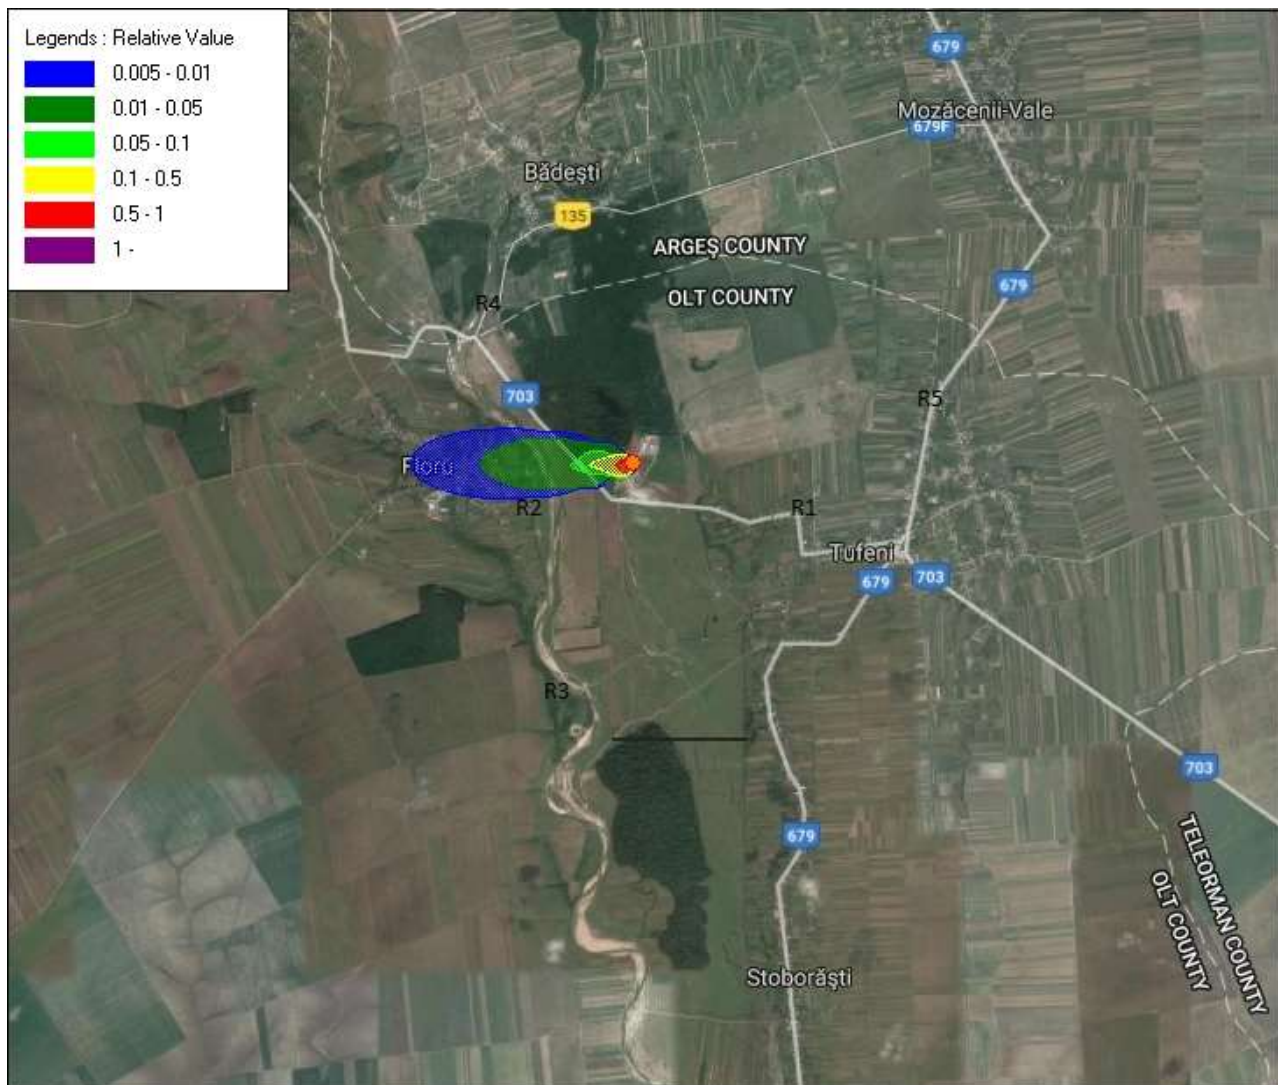 Legends : Relative Value
0.005 - 0.01
0.01 - 0.05
0.05 - 0.1
0.1 - 0.5
0.5 - 1
1 -
679
Mozăcenii-Vale
679F
Bădești
135
ARGEȘ COUNTY
OLT COUNTY
679
R4
703
R5
Floru
R2
R1
Tufeni
679
703
R3
703
679
TELEORMAN COUNTY
OLT COUNTY
Stoborăști